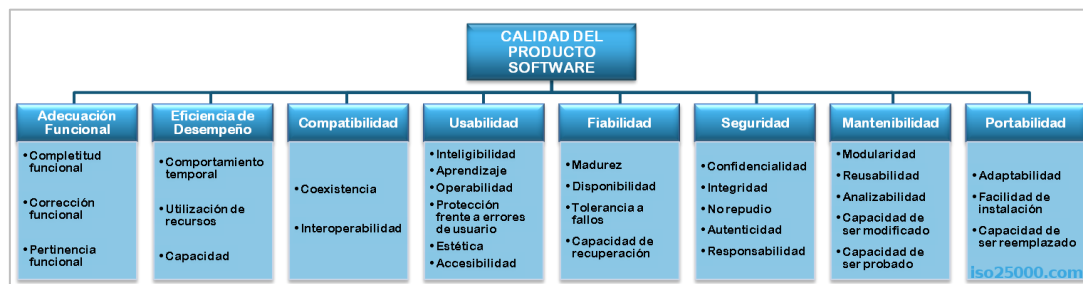 CALIDAD DEL
PRODUCTO
SOFTWARE
Adecuación
Funcional
• Completitud
funcional
• Corrección
funcional
• Pertinencia
funcional
Eficiencia de
Desempeño
• Comportamiento
temporal
• Utilización de
recursos
• Capacidad
Compatibilidad
• Coexistencia
• Interoperabilidad
Usabilidad
• Inteligibilidad
• Aprendizaje
• Operabilidad
• Protección
frente a errores
de usuario
• Estética
• Accesibilidad
Fiabilidad
• Madurez
• Disponibilidad
• Tolerancia a
fallos
• Capacidad de
recuperación
Seguridad
• Confidencialidad
• Integridad
• No repudio
• Autenticidad
• Responsabilidad
Mantenibilidad
• Modularidad
• Reusabilidad
• Analizabilidad
• Capacidad de
ser modificado
• Capacidad de
ser probado
Portabilidad
• Adaptabilidad
• Facilidad de
instalación
• Capacidad de
ser reemplazado
iso25000.com